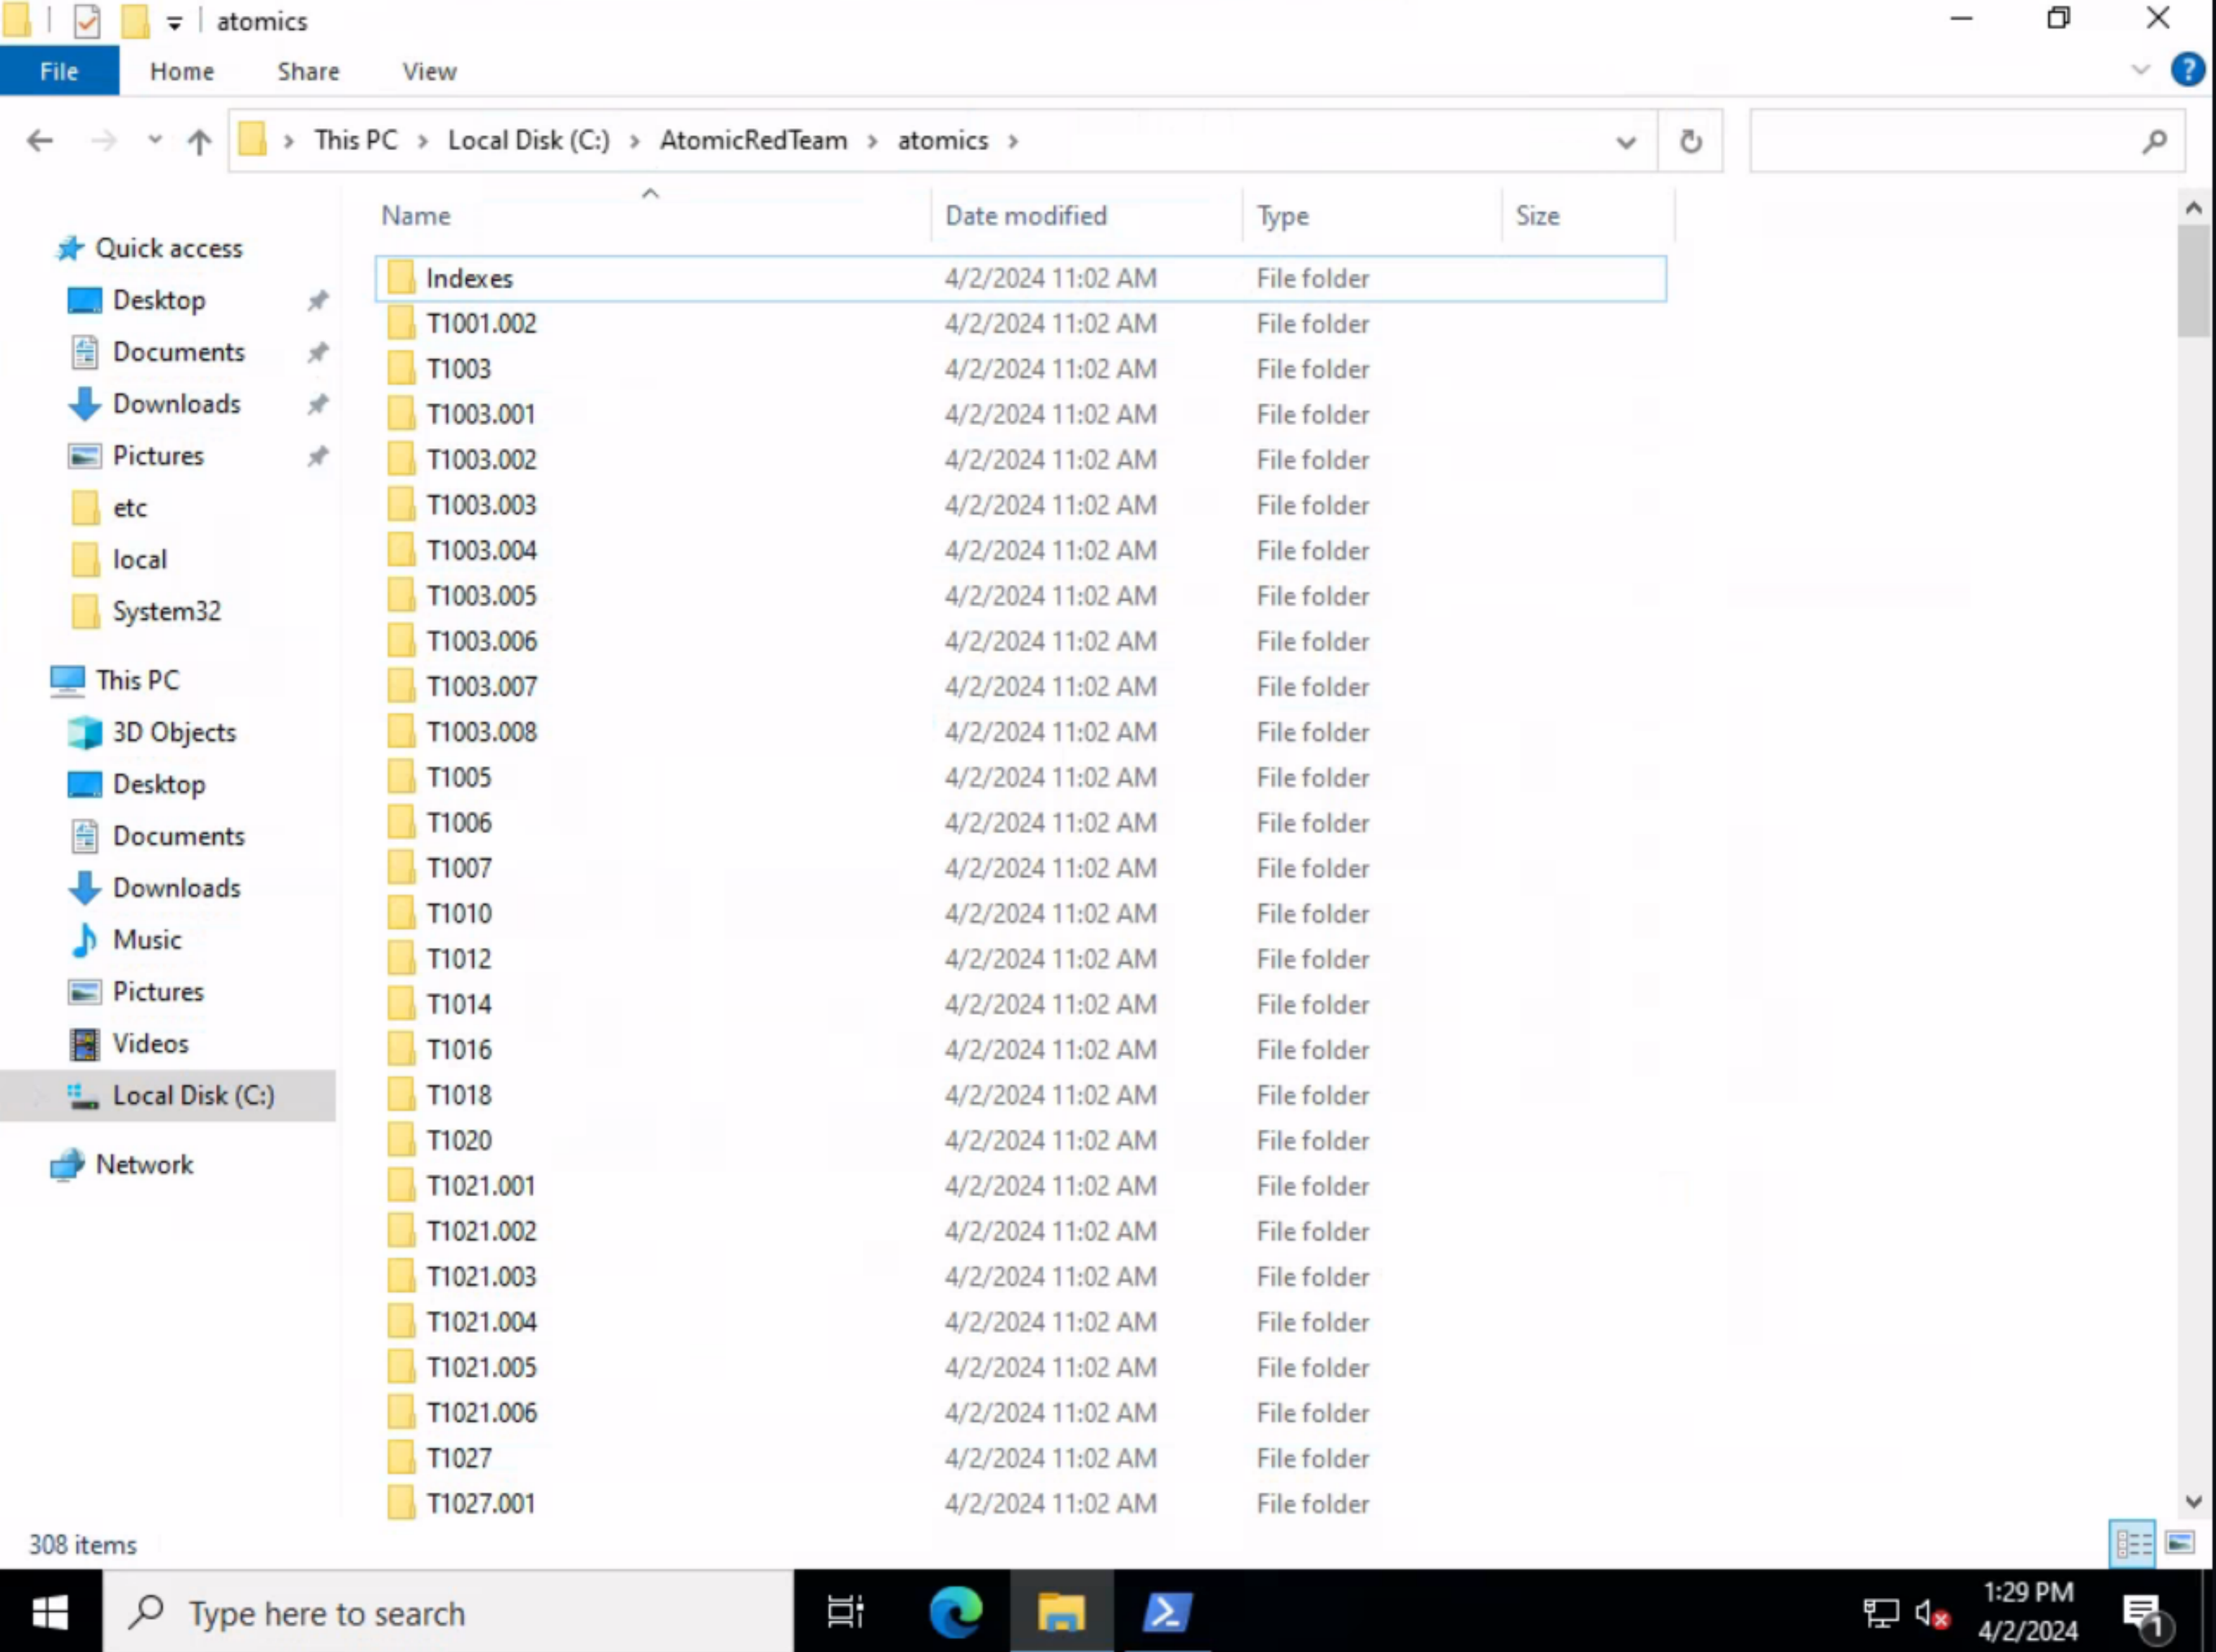 atomics
File Home Share View
This PC Local Disk (C:) AtomicRedTeam atomics
Name Date modified Type Size
Quick access
Desktop
Documents
Downloads
Pictures
etc
local
System32
This PC
3D Objects
Desktop
Documents
Downloads
Music
Pictures
Videos
Local Disk (C:)
Network
Indexes 4/2/2024 11:02 AM File folder
T1001.002 4/2/2024 11:02 AM File folder
T1003 4/2/2024 11:02 AM File folder
T1003.001 4/2/2024 11:02 AM File folder
T1003.002 4/2/2024 11:02 AM File folder
T1003.003 4/2/2024 11:02 AM File folder
T1003.004 4/2/2024 11:02 AM File folder
T1003.005 4/2/2024 11:02 AM File folder
T1003.006 4/2/2024 11:02 AM File folder
T1003.007 4/2/2024 11:02 AM File folder
T1003.008 4/2/2024 11:02 AM File folder
T1005 4/2/2024 11:02 AM File folder
T1006 4/2/2024 11:02 AM File folder
T1007 4/2/2024 11:02 AM File folder
T1010 4/2/2024 11:02 AM File folder
T1012 4/2/2024 11:02 AM File folder
T1014 4/2/2024 11:02 AM File folder
T1016 4/2/2024 11:02 AM File folder
T1018 4/2/2024 11:02 AM File folder
T1020 4/2/2024 11:02 AM File folder
T1021.001 4/2/2024 11:02 AM File folder
T1021.002 4/2/2024 11:02 AM File folder
T1021.003 4/2/2024 11:02 AM File folder
T1021.004 4/2/2024 11:02 AM File folder
T1021.005 4/2/2024 11:02 AM File folder
T1021.006 4/2/2024 11:02 AM File folder
T1027 4/2/2024 11:02 AM File folder
T1027.001 4/2/2024 11:02 AM File folder
308 items
Type here to search
1:29 PM
4/2/2024
1